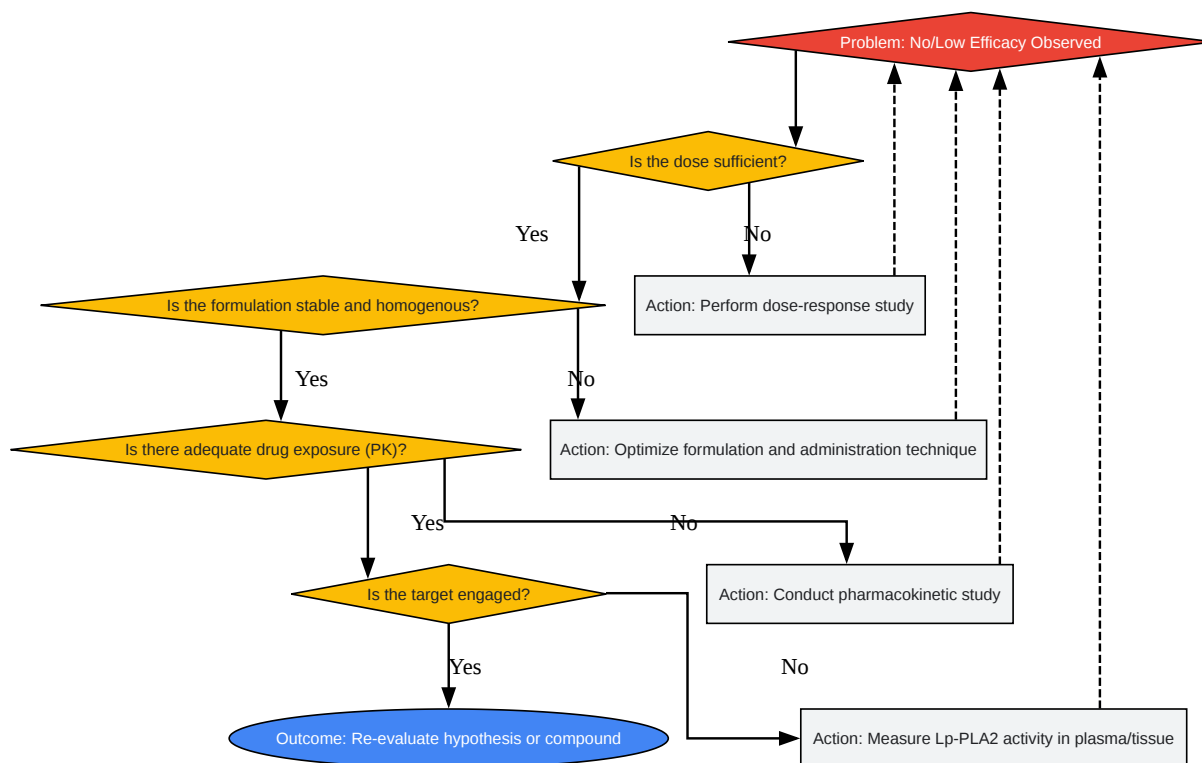 Problem: No/Low Efficacy Observed
Is the dose sufficient?
Yes
No
Is the formulation stable and homogenous?
Action: Perform dose-response study
Yes
No
Is there adequate drug exposure (PK)?
Action: Optimize formulation and administration technique
Yes
No
Is the target engaged?
Action: Conduct pharmacokinetic study
Yes
No
Outcome: Re-evaluate hypothesis or compound
Action: Measure Lp-PLA2 activity in plasma/tissue